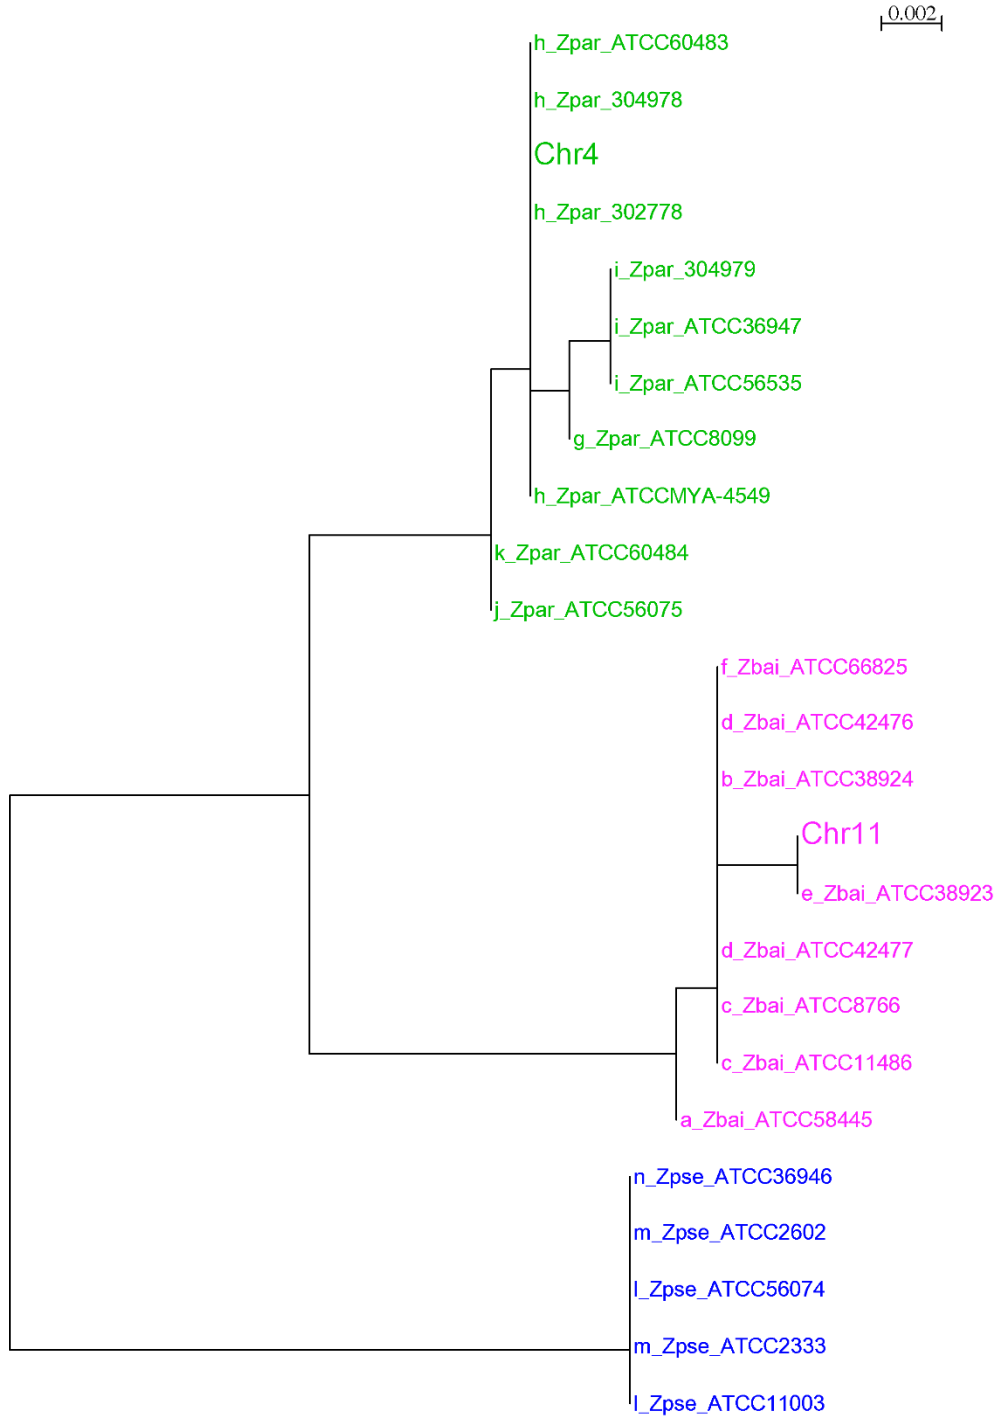 0.002
h_Zpar_ATCC60483
h_Zpar_304978
Chr4
h_Zpar_302778
i_Zpar_304979
i_Zpar_ATCC36947
i_Zpar_ATCC56535
g_Zpar_ATCC8099
h_Zpar_ATCCMYA-4549
k_Zpar_ATCC60484
j_Zpar_ATCC56075
f_Zbai_ATCC66825
d_Zbai_ATCC42476
b_Zbai_ATCC38924
Chr11
e_Zbai_ATCC38923
d_Zbai_ATCC42477
c_Zbai_ATCC8766
c_Zbai_ATCC11486
a_Zbai_ATCC58445
n_Zpse_ATCC36946
m_Zpse_ATCC2602
l_Zpse_ATCC56074
m_Zpse_ATCC2333
l_Zpse_ATCC11003